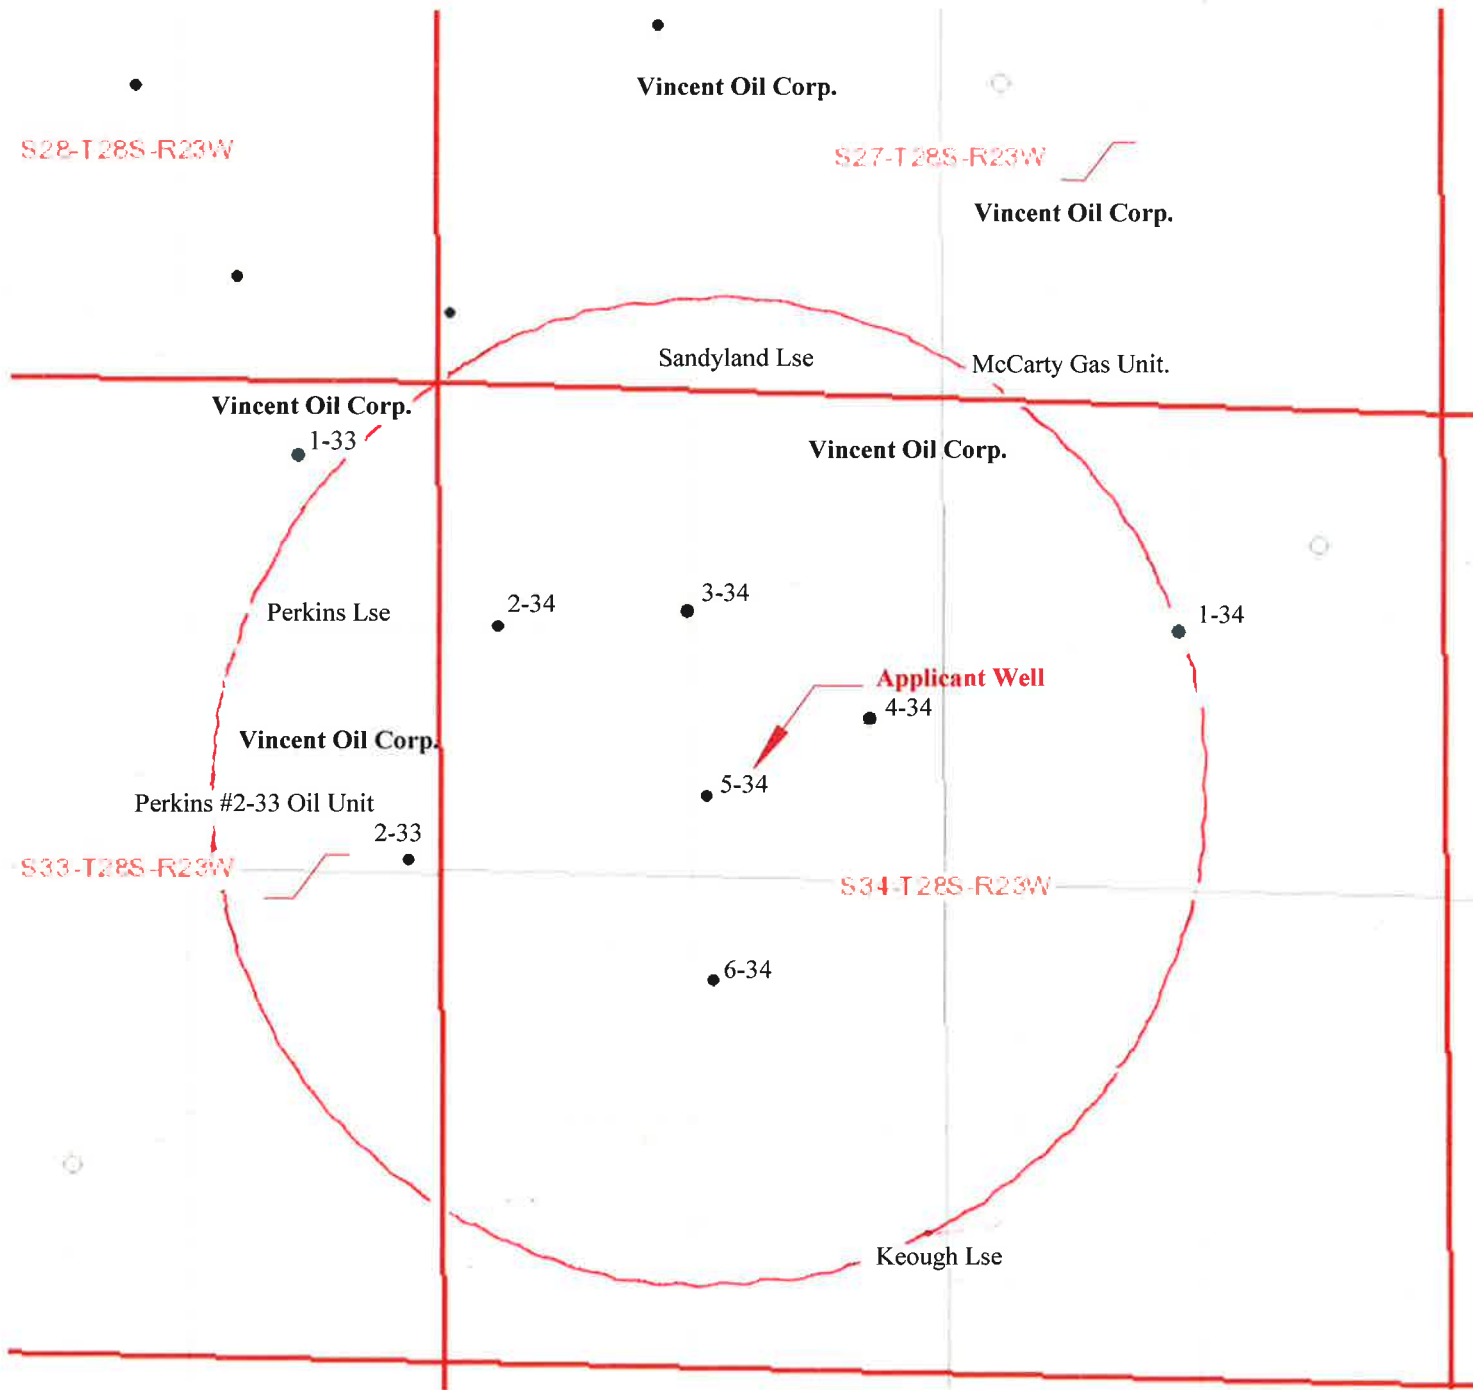 Vincent Oil Corp.
S28-T28S-R23W
S27-T28S-R23W
Vincent Oil Corp.
Sandyland Lse
McCarty Gas Unit.
Vincent Oil Corp.
1-33
Vincent Oil Corp.
2-34
3-34
1-34
Perkins Lse
Applicant Well
4-34
Vincent Oil Corp.
5-34
Perkins #2-33 Oil Unit
2-33
S33-T28S-R23W
S34-T28S-R23W
6-34
Keough Lse